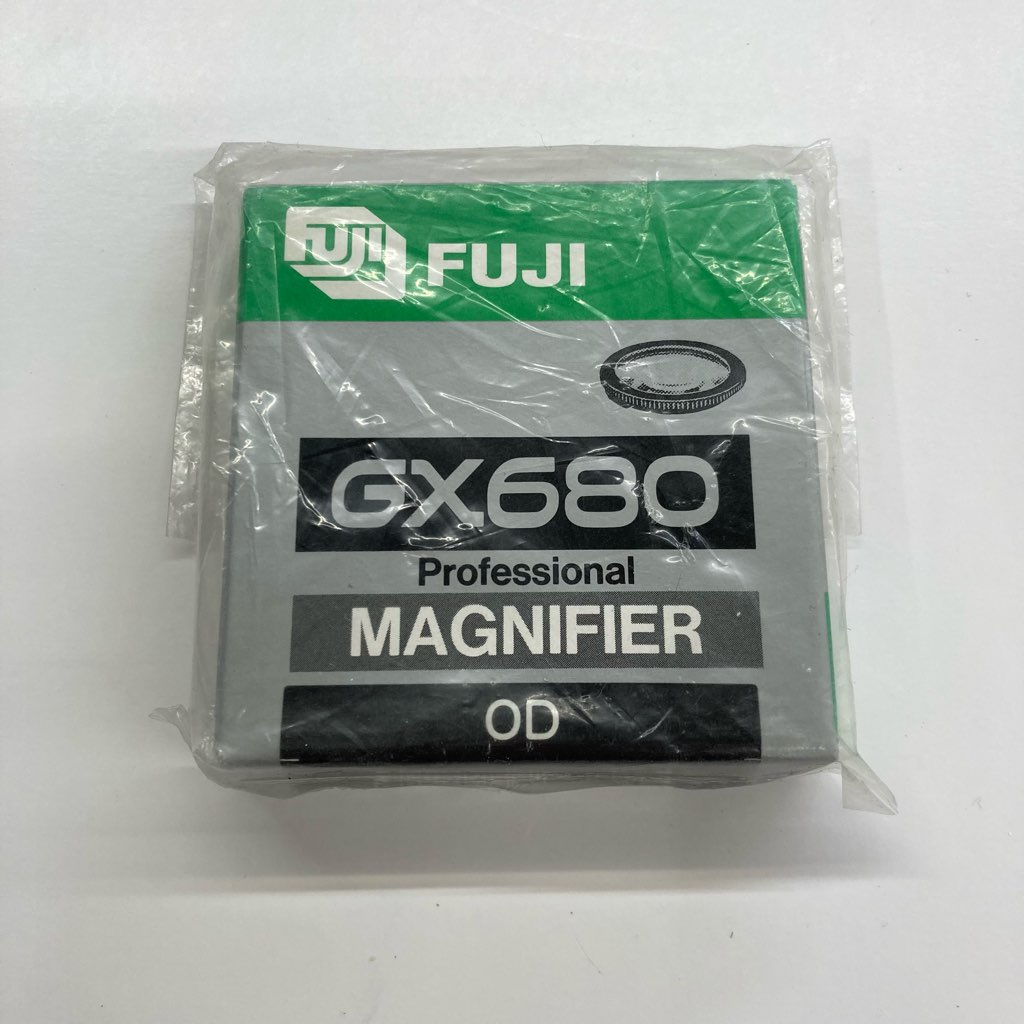 FUJI FUJI
GX680
Professional
MAGNIFIER
OD